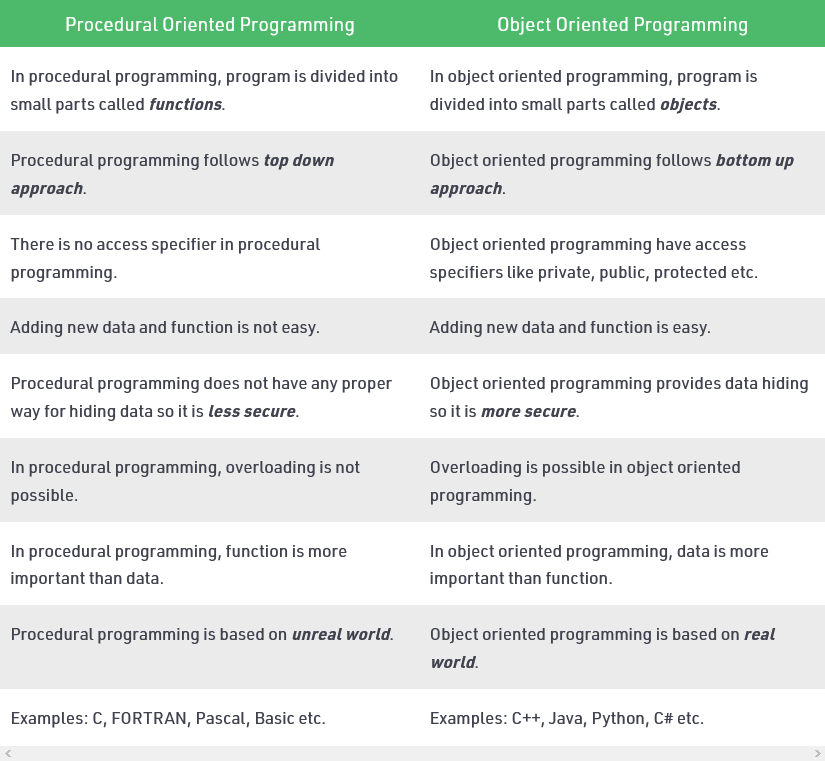 Procedural Oriented Programming
Object Oriented Programming
In procedural programming, program is divided into
small parts called functions.
In object oriented programming, program is
divided into small parts called objects.
Procedural programming follows top down
approach.
Object oriented programming follows bottom up
approach.
There is no access specifier in procedural
programming.
Object oriented programming have access
specifiers like private, public, protected etc.
Adding new data and function is not easy.
Adding new data and function is easy.
Procedural programming does not have any proper
way for hiding data so it is less secure.
Object oriented programming provides data hiding
so it is more secure.
In procedural programming, overloading is not
possible.
Overloading is possible in object oriented
programming.
In procedural programming, function is more
important than data.
In object oriented programming, data is more
important than function.
Procedural programming is based on unreal world.
Object oriented programming is based on real
world.
Examples: C, FORTRAN, Pascal, Basic etc.
Examples: C++, Java, Python, C# etc.